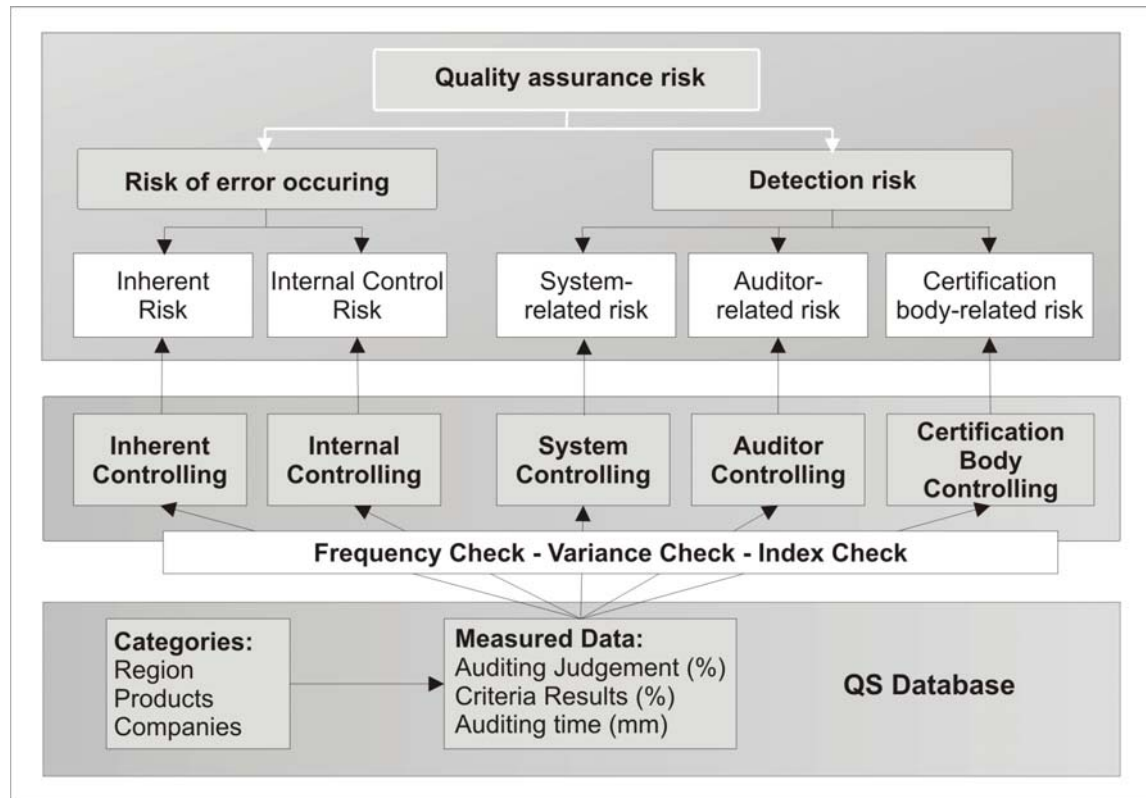 Quality assurance risk
Risk of error occuring
Detection risk
Inherent
Risk
Internal Control
Risk
System-
related risk
Auditor-
related risk
Certification
body-related risk
Inherent
Controlling
Internal
Controlling
System
Controlling
Auditor
Controlling
Certification
Body
Controlling
Frequency Check - Variance Check - Index Check
Categories:
Region
Products
Companies
Measured Data:
Auditing Judgement (%)
Criteria Results (%)
Auditing time (mm)
QS Database